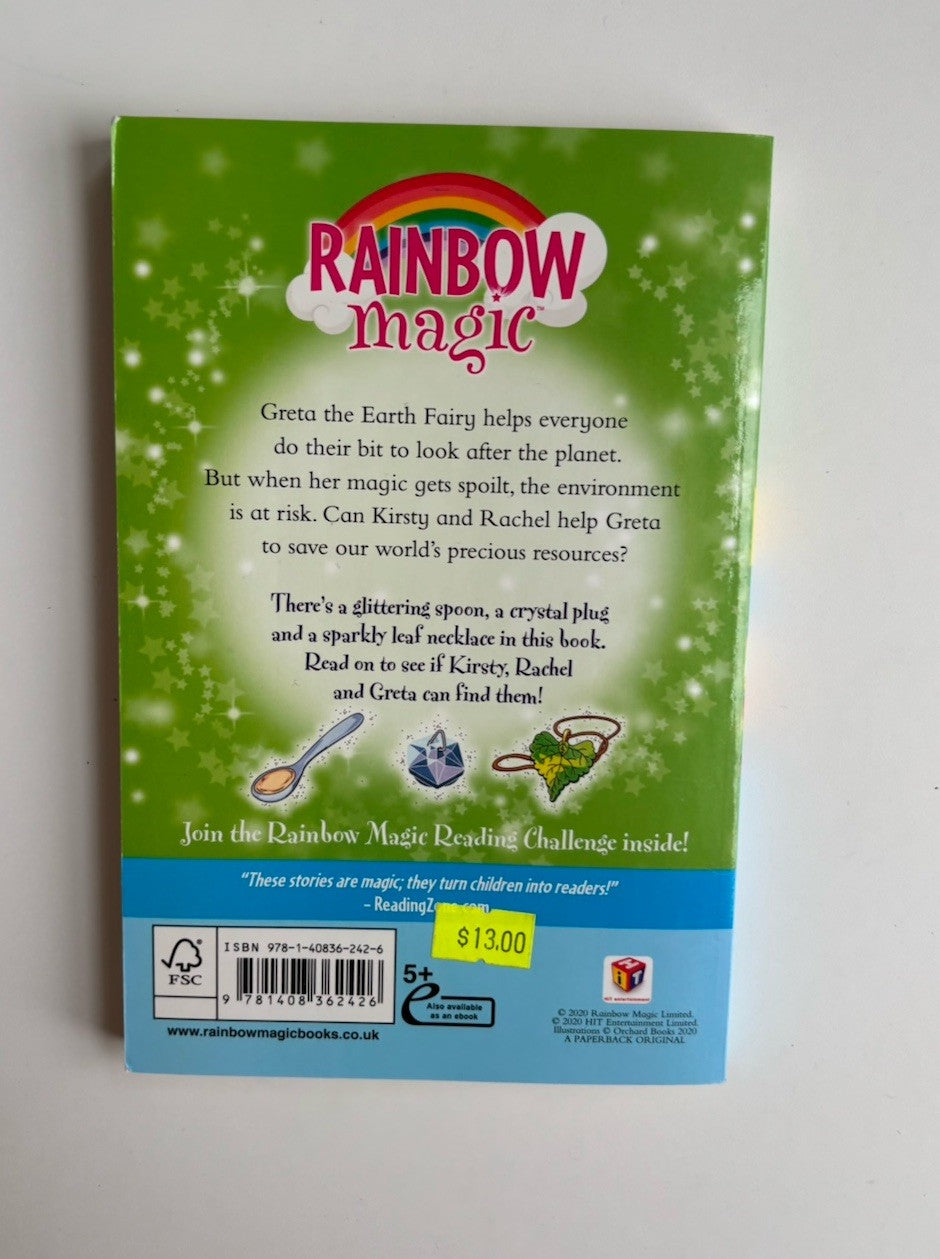 RAINBOW
magic™
Greta the Earth Fairy helps everyone
do their bit to look after the planet.
But when her magic gets spoilt, the environment
is at risk. Can Kirsty and Rachel help Greta
to save our world's precious resources?
There's a glittering spoon, a crystal plug
and a sparkly leaf necklace in this book.
Read on to see if Kirsty, Rachel
and Greta can find them!
Join the Rainbow Magic Reading Challenge inside!
"These stories are magic; they turn children into readers!"
– ReadingZone.com
$13.00
FSC
ISBN 978-1-40836-242-6
9 781408 362426
www.rainbowmagicbooks.co.uk
5+
e
Also available
as an ebook
HiT
HIT entertainment
© 2020 Rainbow Magic Limited.
© 2020 HIT Entertainment Limited.
Illustrations © Orchard Books 2020
A PAPERBACK ORIGINAL